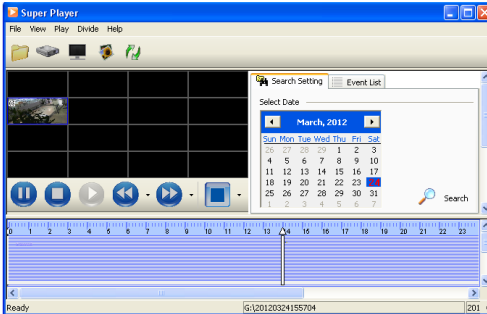 Super Player
File View Play Divide Help
Search Setting Event List
Select Date
March, 2012
Sun Mon Tue Wed Thu Fri Sat
26 27 28 29 1 2 3
4 5 6 7 8 9 10
11 12 13 14 15 16 17
18 19 20 21 22 23 24
25 26 27 28 29 30 31
1 2 3 4 5 6 7
Search
0 1 2 3 4 5 6 7 8 9 10 11 12 13 14 15 16 17 18 19 20 21 22 23
Ready G:\20120324155704 201